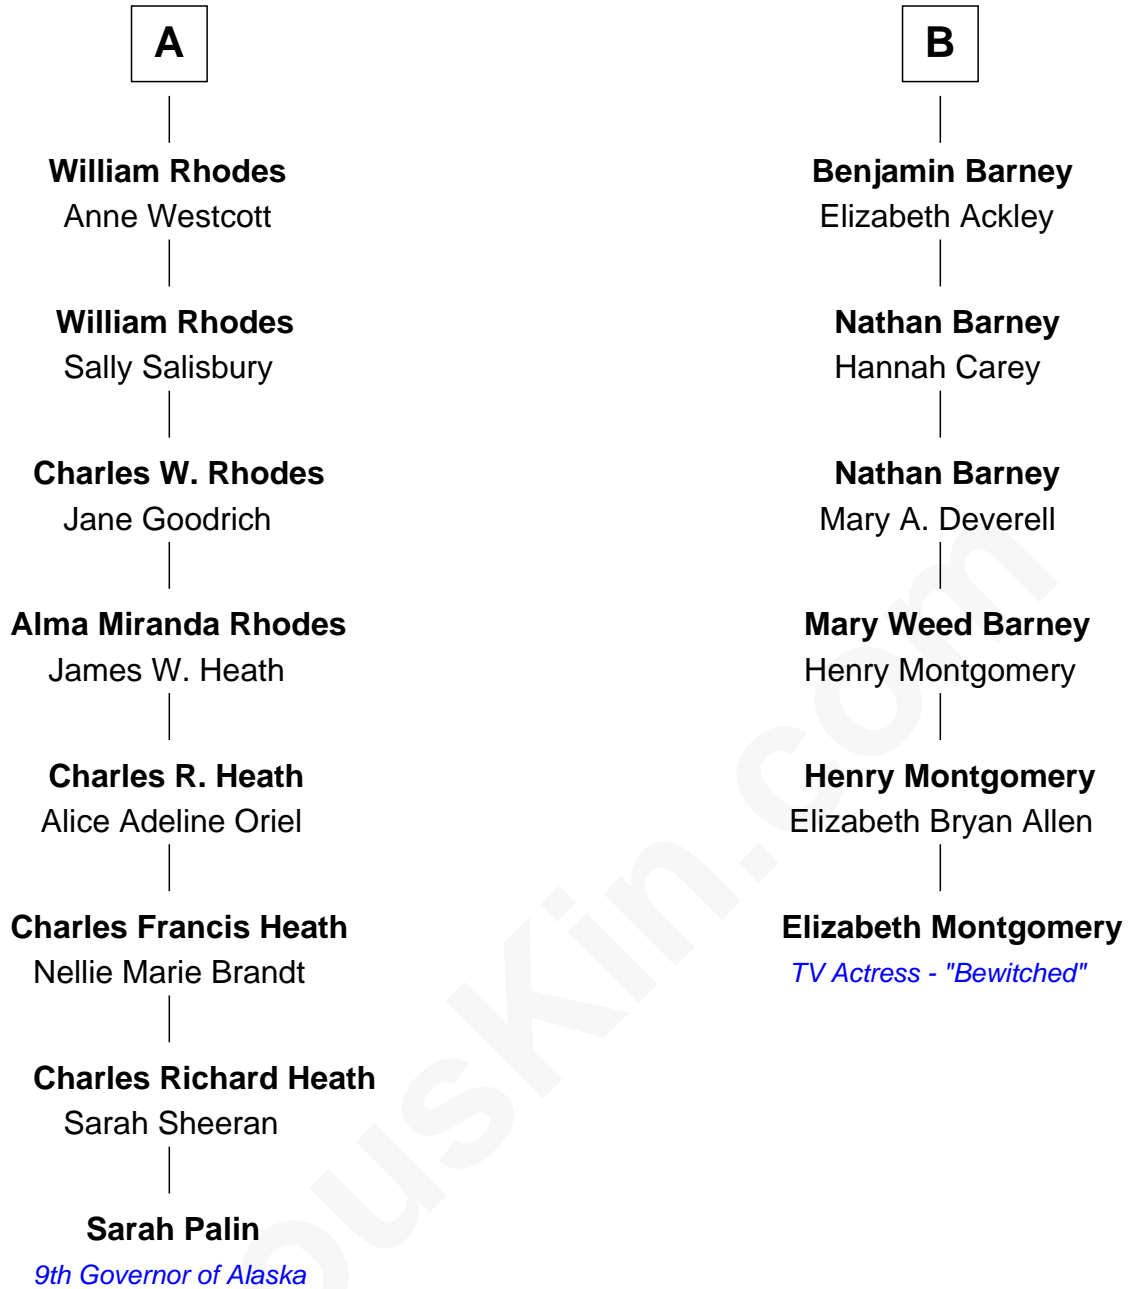 A
William Rhodes
Anne Westcott
William Rhodes
Sally Salisbury
Charles W. Rhodes
Jane Goodrich
Alma Miranda Rhodes
James W. Heath
Charles R. Heath
Alice Adeline Oriel
Charles Francis Heath
Nellie Marie Brandt
Charles Richard Heath
Sarah Sheeran
Sarah Palin
9th Governor of Alaska
B
Benjamin Barney
Elizabeth Ackley
Nathan Barney
Hannah Carey
Nathan Barney
Mary A. Deverell
Mary Weed Barney
Henry Montgomery
Henry Montgomery
Elizabeth Bryan Allen
Elizabeth Montgomery
TV Actress - "Bewitched"
ousKin.com